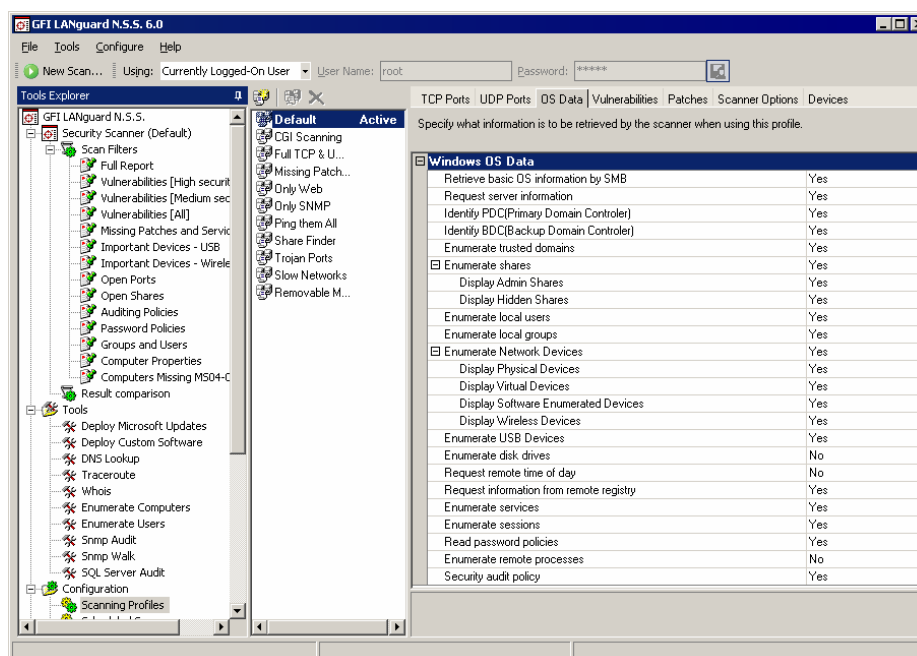 GFI LANguard N.S.S. 6.0
File Tools Configure Help
New Scan... Using: Currently Logged-On User User Name: root Password: *****
Tools Explorer
GFI LANguard N.S.S.
Security Scanner (Default)
Scan Filters
Full Report
Vulnerabilities [High securit
Vulnerabilities [Medium sec
Vulnerabilities [All]
Missing Patches and Servic
Important Devices - USB
Important Devices - Wirele
Open Ports
Open Shares
Auditing Policies
Password Policies
Groups and Users
Computer Properties
Computers Missing MS04-0
Result comparison
Tools
Deploy Microsoft Updates
Deploy Custom Software
DNS Lookup
Traceroute
Whois
Enumerate Computers
Enumerate Users
Snmp Audit
Snmp Walk
SQL Server Audit
Configuration
Scanning Profiles
Default Active
CGI Scanning
Full TCP & U...
Missing Patch...
Only Web
Only SNMP
Ping them All
Share Finder
Trojan Ports
Slow Networks
Removable M...
TCP Ports UDP Ports OS Data Vulnerabilities Patches Scanner Options Devices
Specify what information is to be retrieved by the scanner when using this profile.
Windows OS Data
Retrieve basic OS information by SMB Yes
Request server information Yes
Identify PDC(Primary Domain Controler) Yes
Identify BDC(Backup Domain Controler) Yes
Enumerate trusted domains Yes
Enumerate shares Yes
Display Admin Shares Yes
Display Hidden Shares Yes
Enumerate local users Yes
Enumerate local groups Yes
Enumerate Network Devices Yes
Display Physical Devices Yes
Display Virtual Devices Yes
Display Software Enumerated Devices Yes
Display Wireless Devices Yes
Enumerate USB Devices Yes
Enumerate disk drives No
Request remote time of day No
Request information from remote registry Yes
Enumerate services Yes
Enumerate sessions Yes
Read password policies Yes
Enumerate remote processes No
Security audit policy Yes